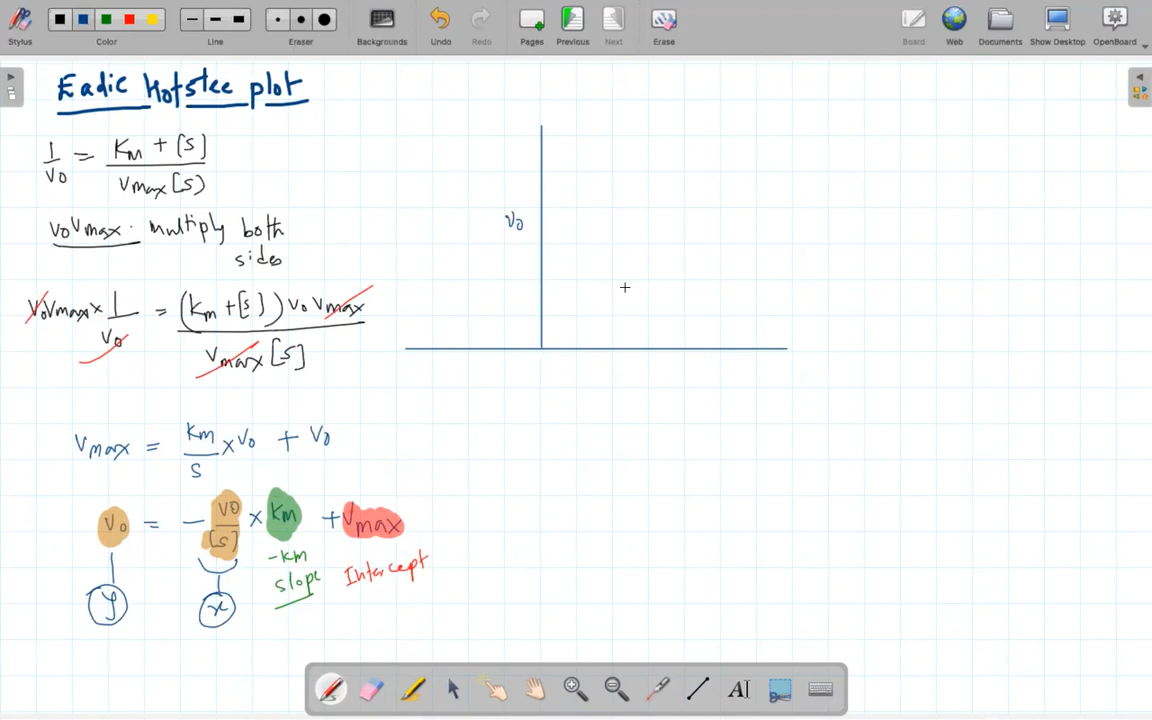 Stylus Color Line Eraser Backgrounds Undo Redo Pages Previous Next Erase Board Web Documents Show Desktop OpenBoard
Eadie Hofstee plot
1/V0 = (Km + [S]) / (Vmax [S])
V0 Vmax . multiply both
sides
V0 Vmax × 1/V0 = ((Km + [S]) V0 Vmax) / (Vmax [S])
V0
Vmax = Km/S × V0 + V0
V0 = - V0/[S] × Km + Vmax
-Km
slope
Intercept
y
x